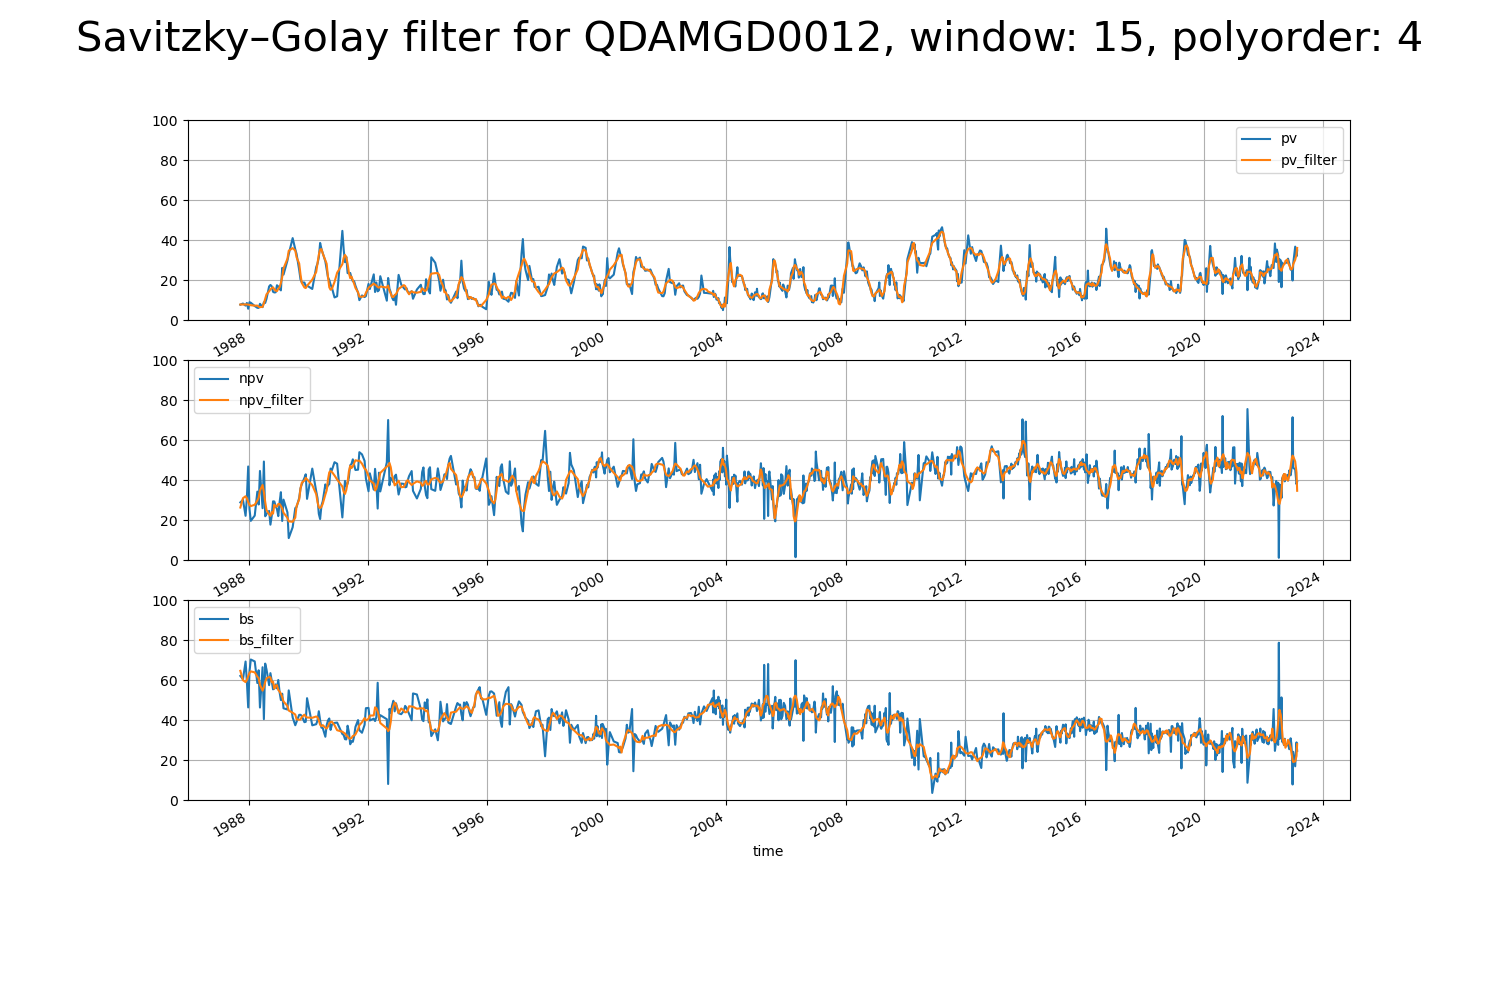 Savitzky–Golay filter for QDAMGD0012, window: 15, polyorder: 4
100
80
60
40
20
0
pv
pv_filter
1988 1992 1996 2000 2004 2008 2012 2016 2020 2024
100
80
60
40
20
0
npv
npv_filter
1988 1992 1996 2000 2004 2008 2012 2016 2020 2024
100
80
60
40
20
0
bs
bs_filter
1988 1992 1996 2000 2004 2008 2012 2016 2020 2024
time